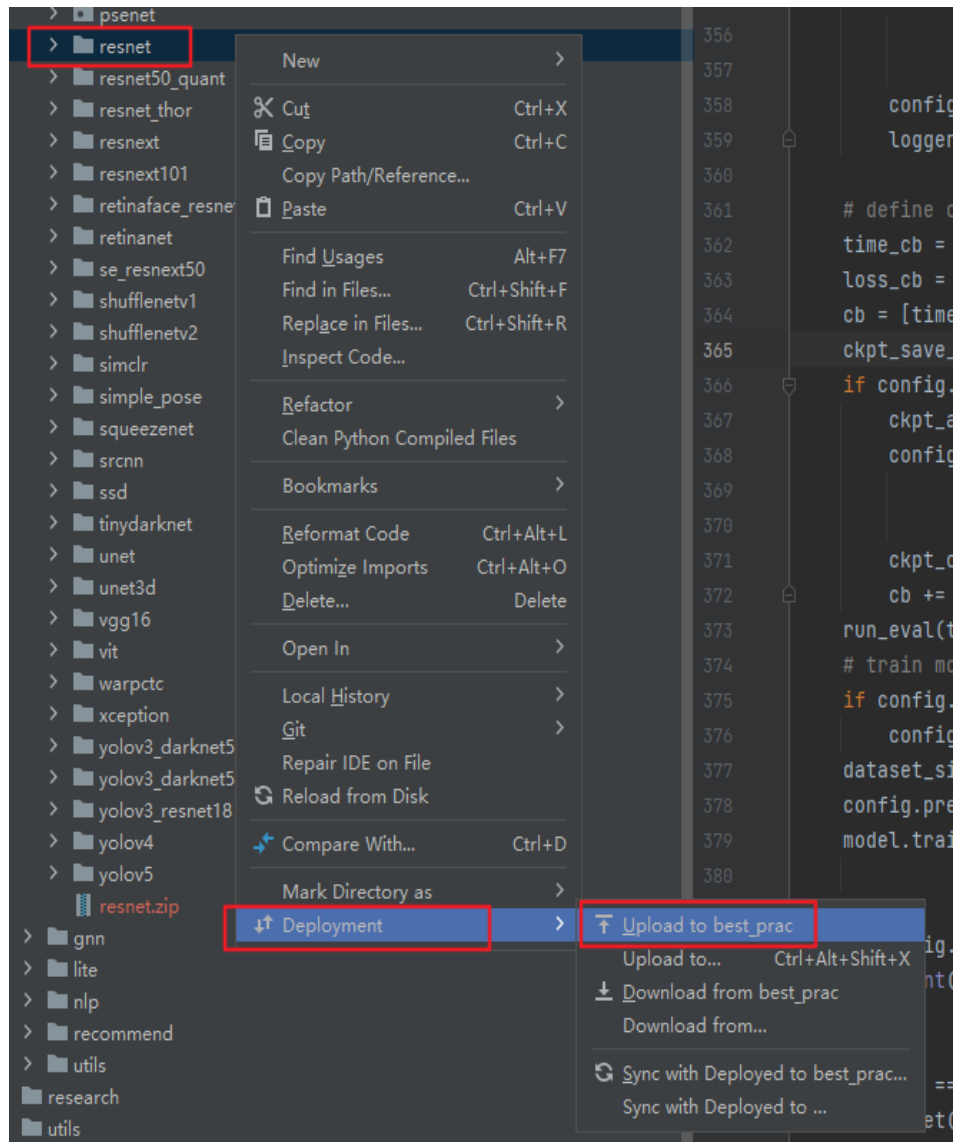 psenet
resnet
resnet50_quant
resnet_thor
resnext
resnext101
retinaface_resne
retinanet
se_resnext50
shufflenetv1
shufflenetv2
simclr
simple_pose
squeezenet
srcnn
ssd
tinydarknet
unet
unet3d
vgg16
vit
warpctc
xception
yolov3_darknet5
yolov3_darknet5
yolov3_resnet18
yolov4
yolov5
resnet.zip
gnn
lite
nlp
recommend
utils
research
utils
New
Cut Ctrl+X
Copy Ctrl+C
Copy Path/Reference...
Paste Ctrl+V
Find Usages Alt+F7
Find in Files... Ctrl+Shift+F
Replace in Files... Ctrl+Shift+R
Inspect Code...
Refactor
Clean Python Compiled Files
Bookmarks
Reformat Code Ctrl+Alt+L
Optimize Imports Ctrl+Alt+O
Delete... Delete
Open In
Local History
Git
Repair IDE on File
Reload from Disk
Compare With... Ctrl+D
Mark Directory as
Deployment
Upload to best_prac
Upload to... Ctrl+Alt+Shift+X
Download from best_prac
Download from...
Sync with Deployed to best_prac...
Sync with Deployed to ...
356
357
358 config
359 logger
360
361 # define c
362 time_cb =
363 loss_cb =
364 cb = [time
365 ckpt_save_
366 if config.
367 ckpt_a
368 config
369
370
371 ckpt_c
372 cb +=
373 run_eval(t
374 # train mo
375 if config.
376 config
377 dataset_si
378 config.pre
379 model.trai
380
ig.
nt(
==
et(